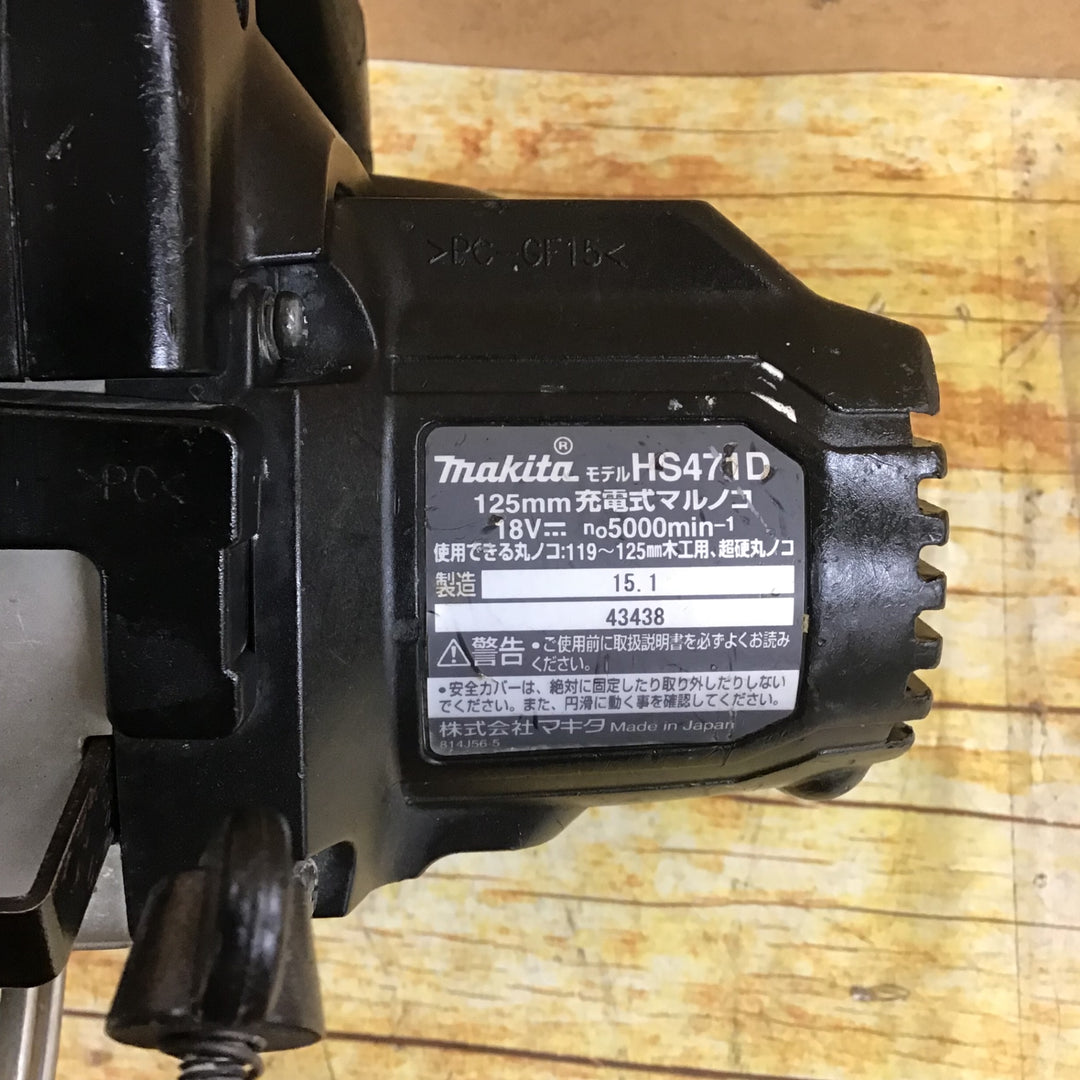 >PC-GF15<
>PC<
makita® モデル HS471D
125mm 充電式マルノコ
18V⎓ n₀5000min⁻¹
使用できる丸ノコ:119～125mm木工用、超硬丸ノコ
製造 15.1
43438
⚠警告 •ご使用前に取扱説明書を必ずよくお読み
ください。
•安全カバーは、絶対に固定したり取り外したりしない
でください。また、円滑に動く事を確認してください。
株式会社マキタ Made in Japan
814J56-5